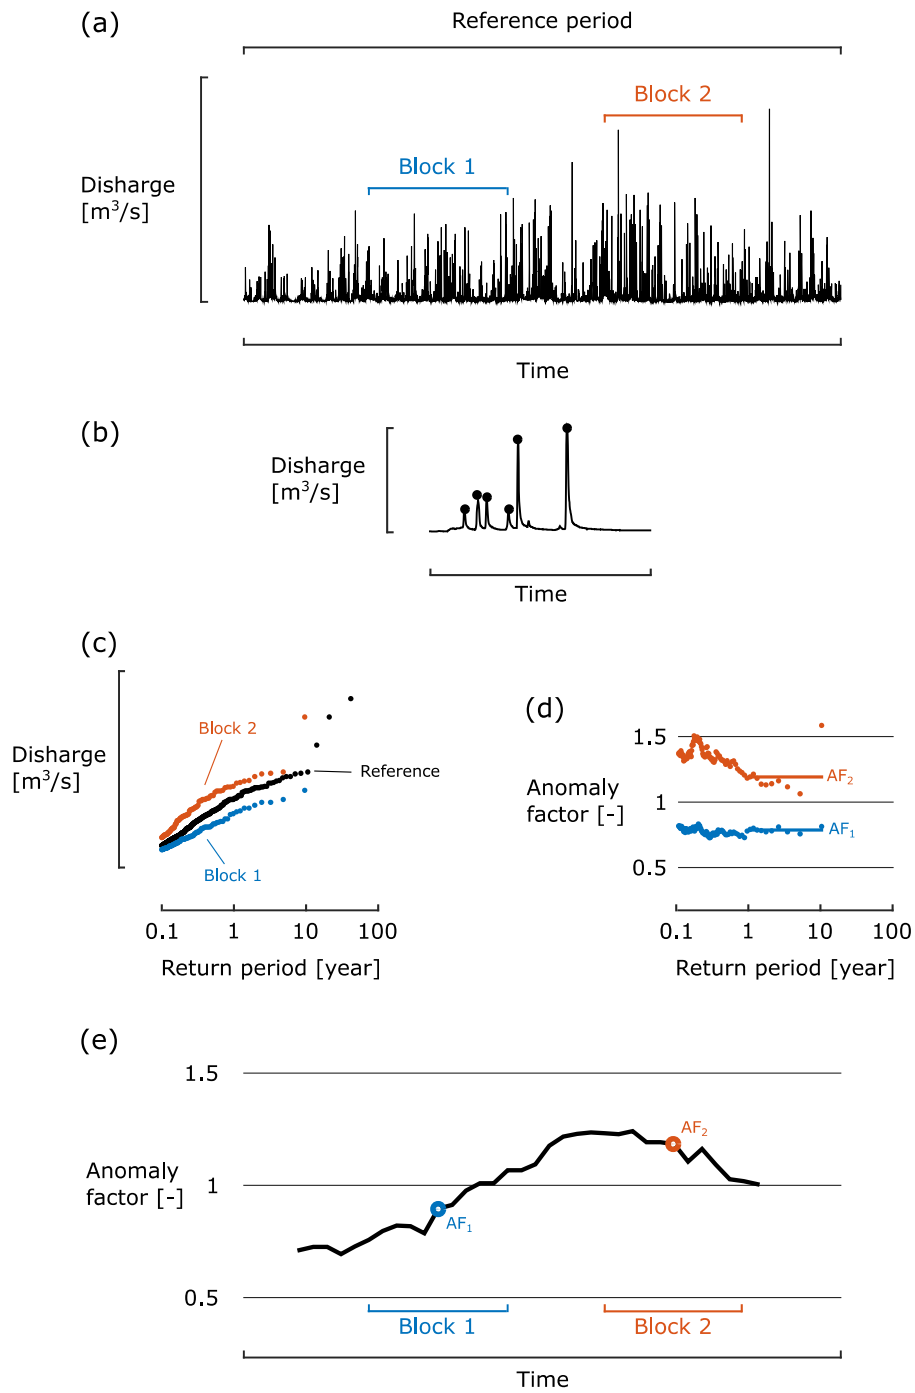 (a)
Reference period
Block 2
Block 1
Disharge
[m³/s]
Time
(b)
Disharge
[m³/s]
Time
(c)
Block 2
Disharge
[m³/s]
Reference
Block 1
0.1 1 10 100
Return period [year]
(d)
1.5
Anomaly
factor [-]
AF₂
1
AF₁
0.5
0.1 1 10 100
Return period [year]
(e)
1.5
AF₂
Anomaly
factor [-]
1
AF₁
0.5
Block 1 Block 2
Time